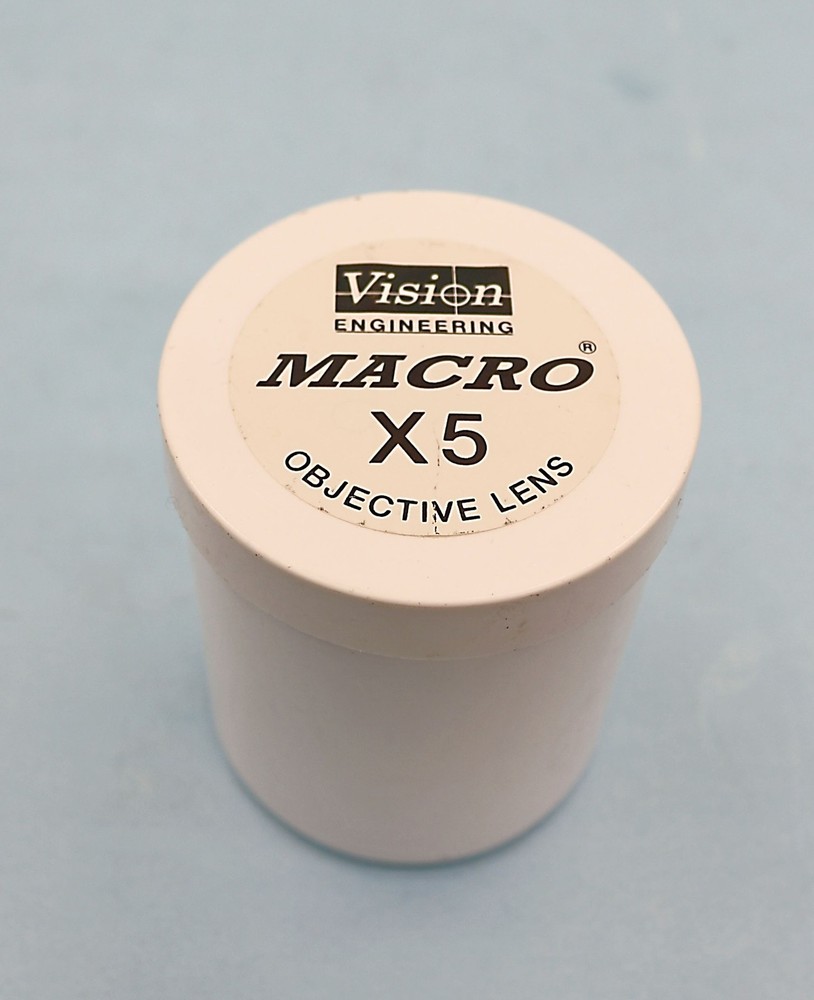 Vision
ENGINEERING
MACRO®
X5
OBJECTIVE LENS